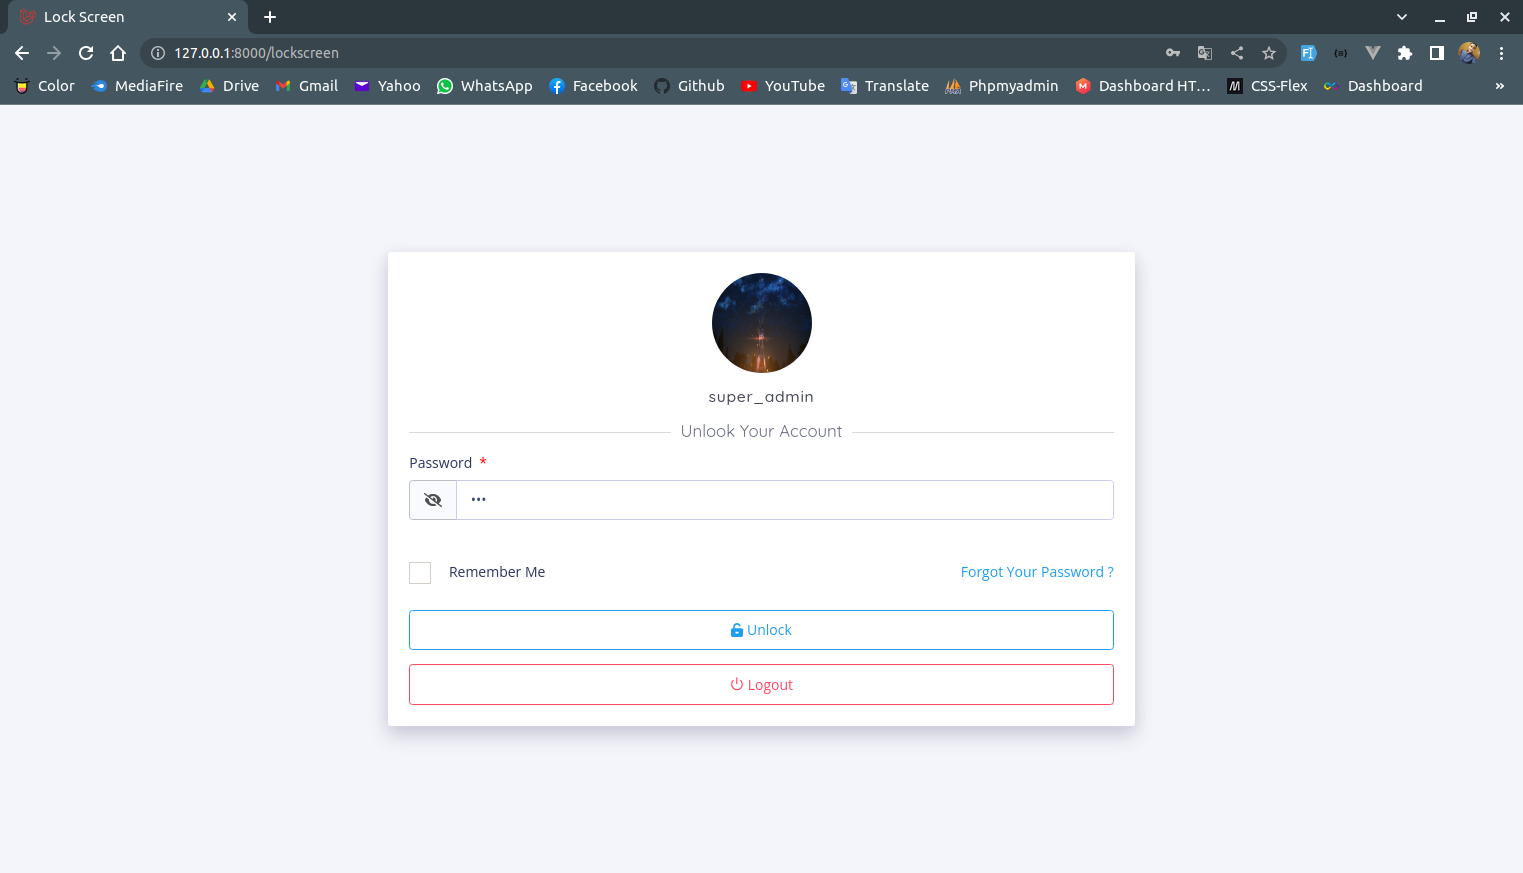 Lock Screen
127.0.0.1:8000/lockscreen
Color MediaFire Drive Gmail Yahoo WhatsApp Facebook Github YouTube Translate Phpmyadmin Dashboard HT... CSS-Flex Dashboard »
super_admin
Unlook Your Account
Password *
•••
Remember Me Forgot Your Password ?
Unlock
Logout